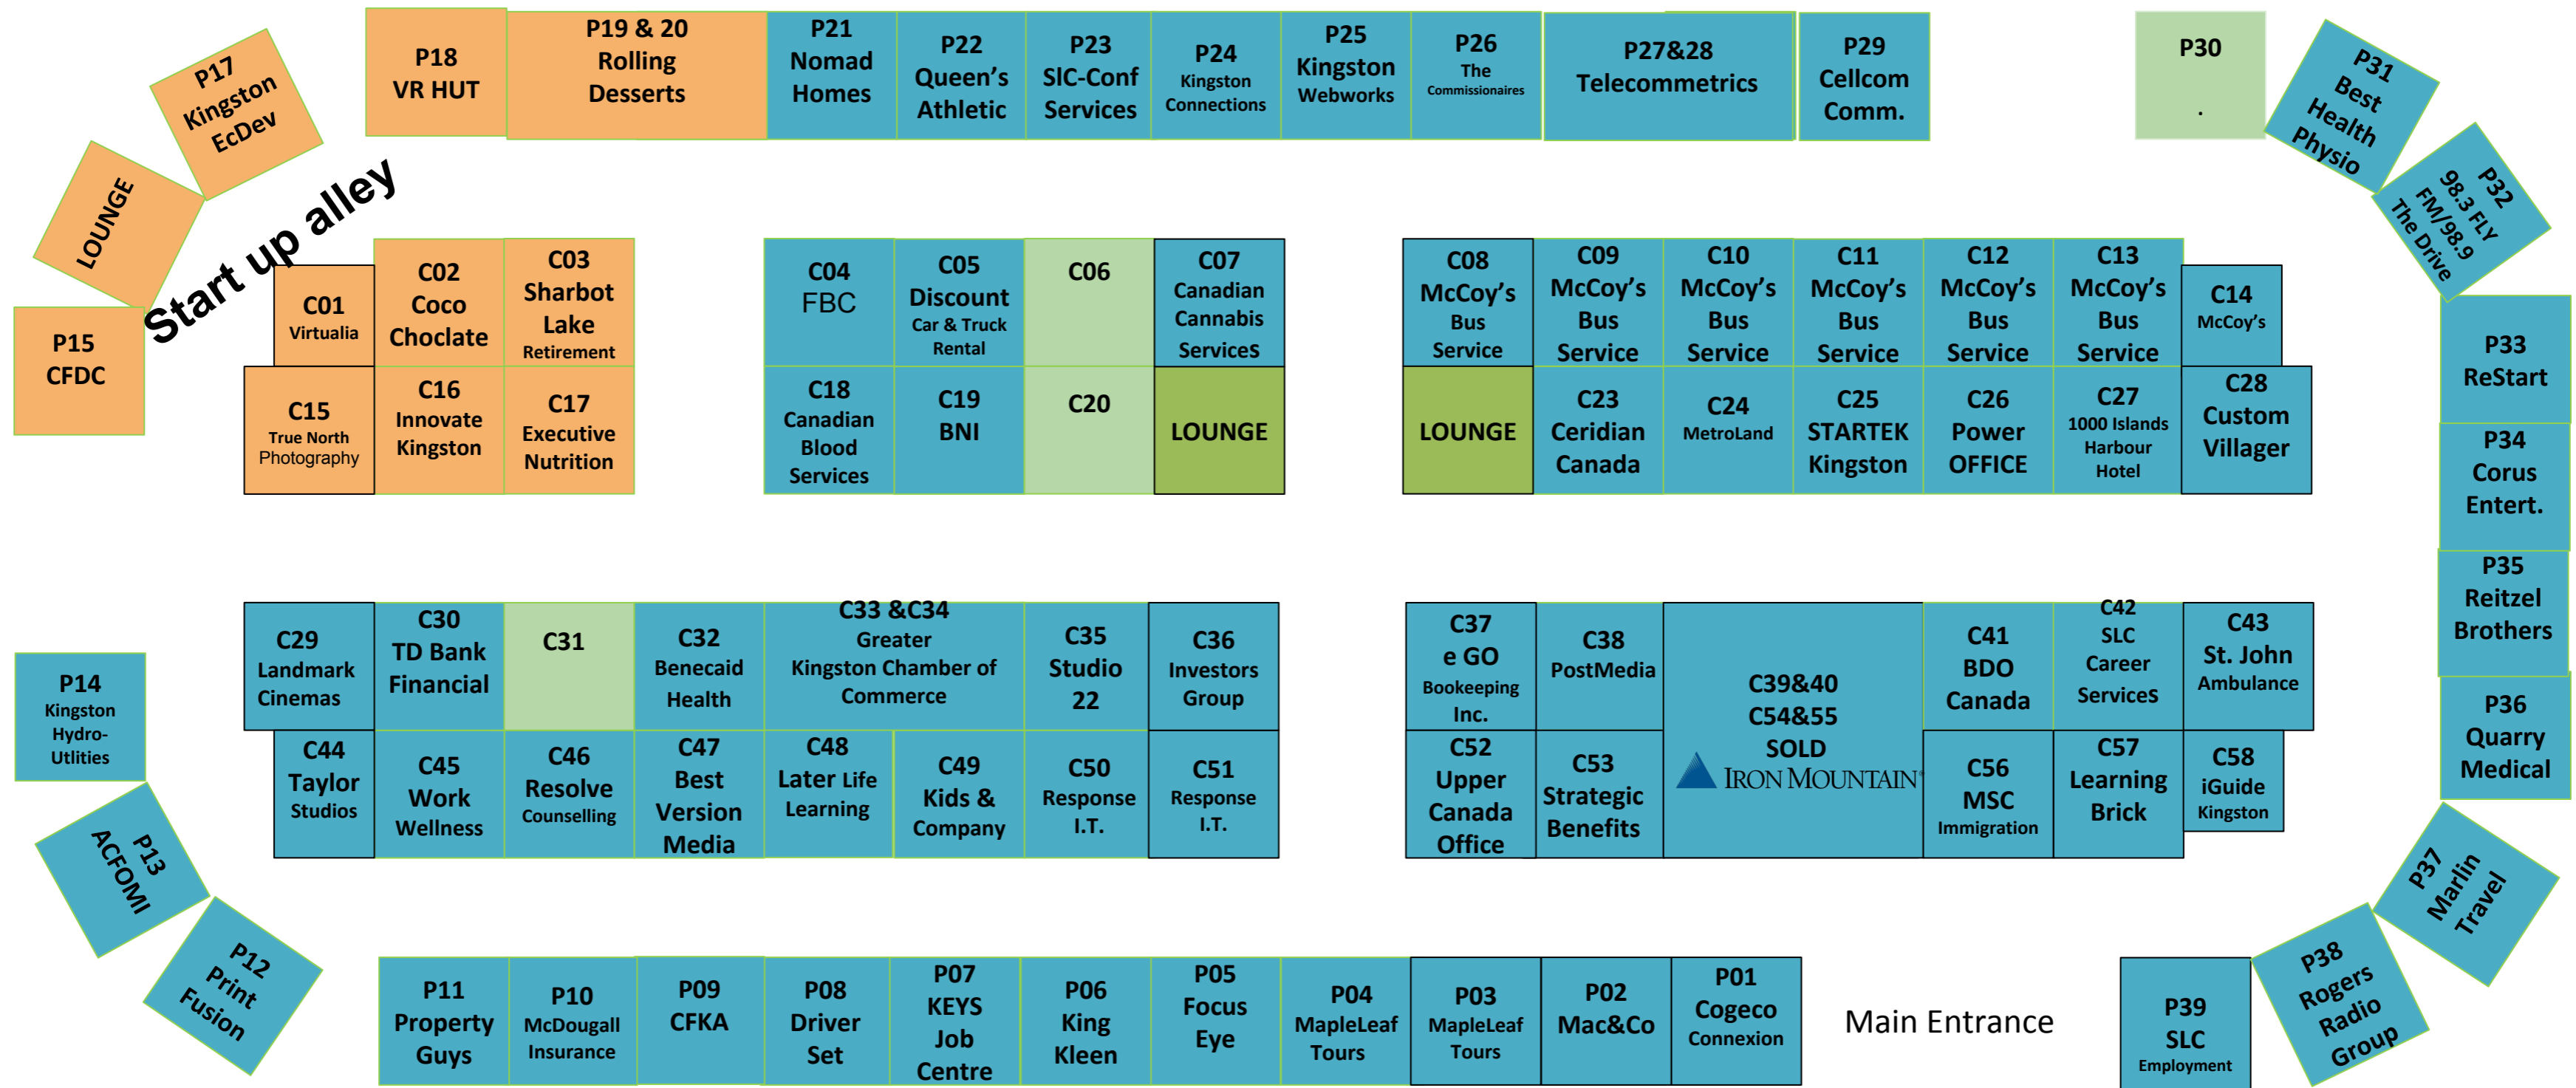 P17
Kingston
EcDev
P18
VR HUT
P19 & 20
Rolling
Desserts
P21
Nomad
Homes
P22
Queen's
Athletic
P23
SlC-Conf
Services
P24
Kingston
Connections
P25
Kingston
Webworks
P26
The
Commissionaires
P27&28
Telecommetrics
P29
Cellcom
Comm.
P30
.
P31
Best
Health
Physio
P32
98.3 FLY
FM/98.9
The Drive
LOUNGE
Start up alley
P15
CFDC
C01
Virtualia
C02
Coco
Choclate
C03
Sharbot
Lake
Retirement
C04
FBC
C05
Discount
Car & Truck
Rental
C06
C07
Canadian
Cannabis
Services
C08
McCoy's
Bus
Service
C09
McCoy's
Bus
Service
C10
McCoy's
Bus
Service
C11
McCoy's
Bus
Service
C12
McCoy's
Bus
Service
C13
McCoy's
Bus
Service
C14
McCoy's
P33
ReStart
C15
True North
Photography
C16
Innovate
Kingston
C17
Executive
Nutrition
C18
Canadian
Blood
Services
C19
BNI
C20
LOUNGE
LOUNGE
C23
Ceridian
Canada
C24
MetroLand
C25
STARTEK
Kingston
C26
Power
OFFICE
C27
1000 Islands
Harbour
Hotel
C28
Custom
Villager
P34
Corus
Entert.
P35
Reitzel
Brothers
P14
Kingston
Hydro-
Utlities
C29
Landmark
Cinemas
C30
TD Bank
Financial
C31
C32
Benecaid
Health
C33 &C34
Greater
Kingston Chamber of
Commerce
C35
Studio
22
C36
Investors
Group
C37
e GO
Bookeeping
Inc.
C38
PostMedia
C39&40
C54&55
SOLD
IRON MOUNTAIN®
C41
BDO
Canada
C42
SLC
Career
Services
C43
St. John
Ambulance
P36
Quarry
Medical
C44
Taylor
Studios
C45
Work
Wellness
C46
Resolve
Counselling
C47
Best
Version
Media
C48
Later Life
Learning
C49
Kids &
Company
C50
Response
I.T.
C51
Response
I.T.
C52
Upper
Canada
Office
C53
Strategic
Benefits
C56
MSC
Immigration
C57
Learning
Brick
C58
iGuide
Kingston
P13
ACFOMI
P12
Print
Fusion
P37
Marlin
Travel
P38
Rogers
Radio
Group
P11
Property
Guys
P10
McDougall
Insurance
P09
CFKA
P08
Driver
Set
P07
KEYS
Job
Centre
P06
King
Kleen
P05
Focus
Eye
P04
MapleLeaf
Tours
P03
MapleLeaf
Tours
P02
Mac&Co
P01
Cogeco
Connexion
Main Entrance
P39
SLC
Employment